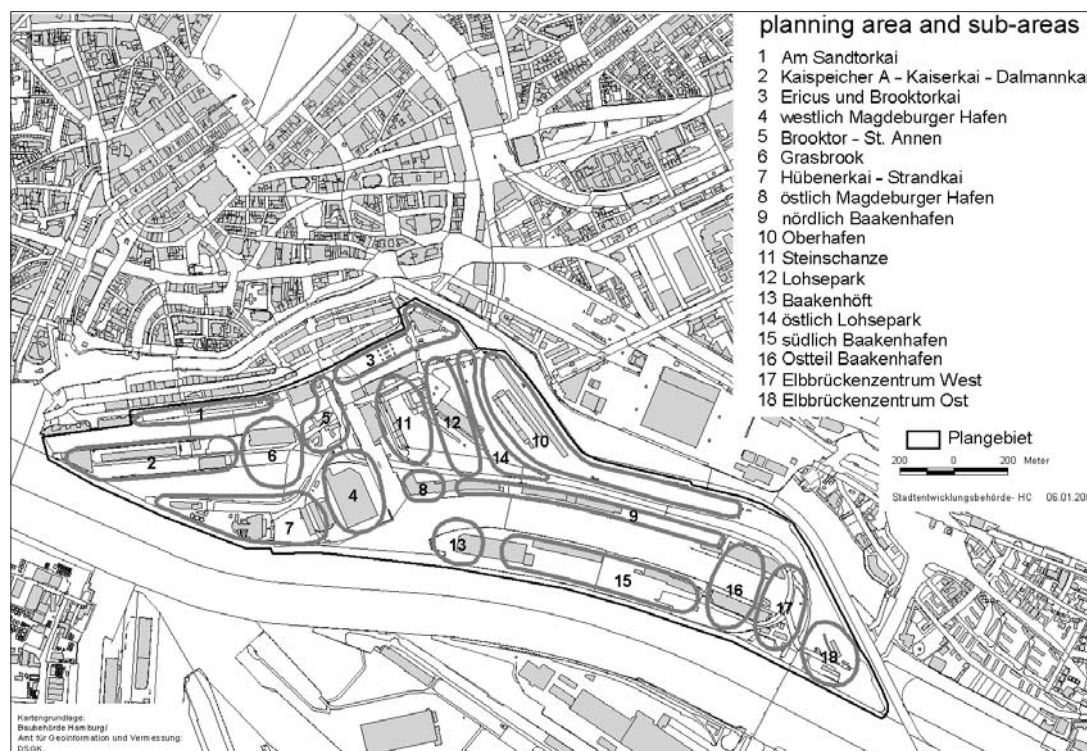 planning area and sub-areas
1 Am Sandtorkai
2 Kaispeicher A - Kaiserkai - Dalmannkai
3 Ericus und Brooktorkai
4 westlich Magdeburger Hafen
5 Brooktor - St. Annen
6 Grasbrook
7 Hübenerkai - Strandkai
8 östlich Magdeburger Hafen
9 nördlich Baakenhafen
10 Oberhafen
11 Steinschanze
12 Lohsepark
13 Baakenhöft
14 östlich Lohsepark
15 südlich Baakenhafen
16 Ostteil Baakenhafen
17 Elbbrückenzentrum West
18 Elbbrückenzentrum Ost
Plangebiet
200 0 200 Meter
Stadtentwicklungsbehörde- HC 06.01.20
3
1
5
11
12
10
2
6
14
4
8
9
7
13
15
16
17
18
Kartengrundlage:
Baubehörde Hamburg/
Amt für Geoinformation und Vermessung:
DSGK